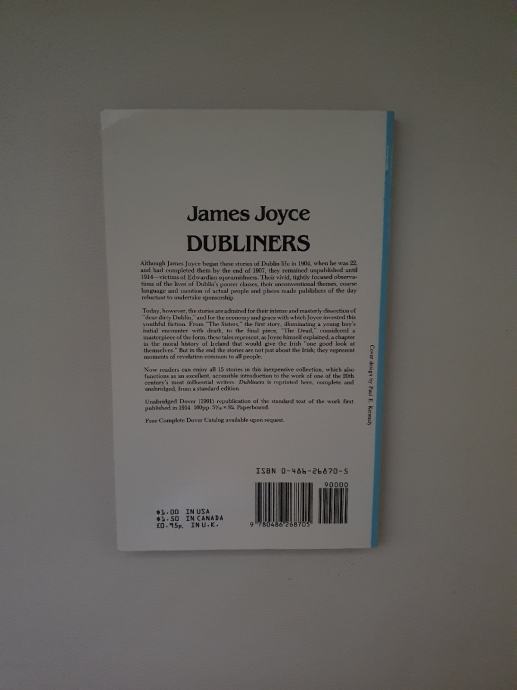 James Joyce
DUBLINERS
Although James Joyce began these stories of Dublin life in 1904, when he was 22,
and had completed them by the end of 1907, they remained unpublished until
1914—victims of Edwardian squeamishness. Their vivid, tightly focused observa-
tions of the lives of Dublin's poorer classes, their unconventional themes, coarse
language and mention of actual people and places made publishers of the day
reluctant to undertake sponsorship.
Today, however, the stories are admired for their intense and masterly dissection of
"dear dirty Dublin," and for the economy and grace with which Joyce invested this
youthful fiction. From "The Sisters," the first story, illuminating a young boy's
initial encounter with death, to the final piece, "The Dead," considered a
masterpiece of the form, these tales represent, as Joyce himself explained, a chapter
in the moral history of Ireland that would give the Irish "one good look at
themselves." But in the end the stories are not just about the Irish; they represent
moments of revelation common to all people.
Now readers can enjoy all 15 stories in this inexpensive collection, which also
functions as an excellent, accessible introduction to the work of one of the 20th
century's most influential writers. Dubliners is reprinted here, complete and
unabridged, from a standard edition.
Unabridged Dover (1991) republication of the standard text of the work first
published in 1914. 160pp. 5³⁄₁₆ × 8¼. Paperbound.
Free Complete Dover Catalog available upon request.
Cover design by Paul E. Kennedy
ISBN 0-486-26870-5
90000
9 780486 268705
$1.00 IN USA
$1.50 IN CANADA
£0.95p. IN U.K.